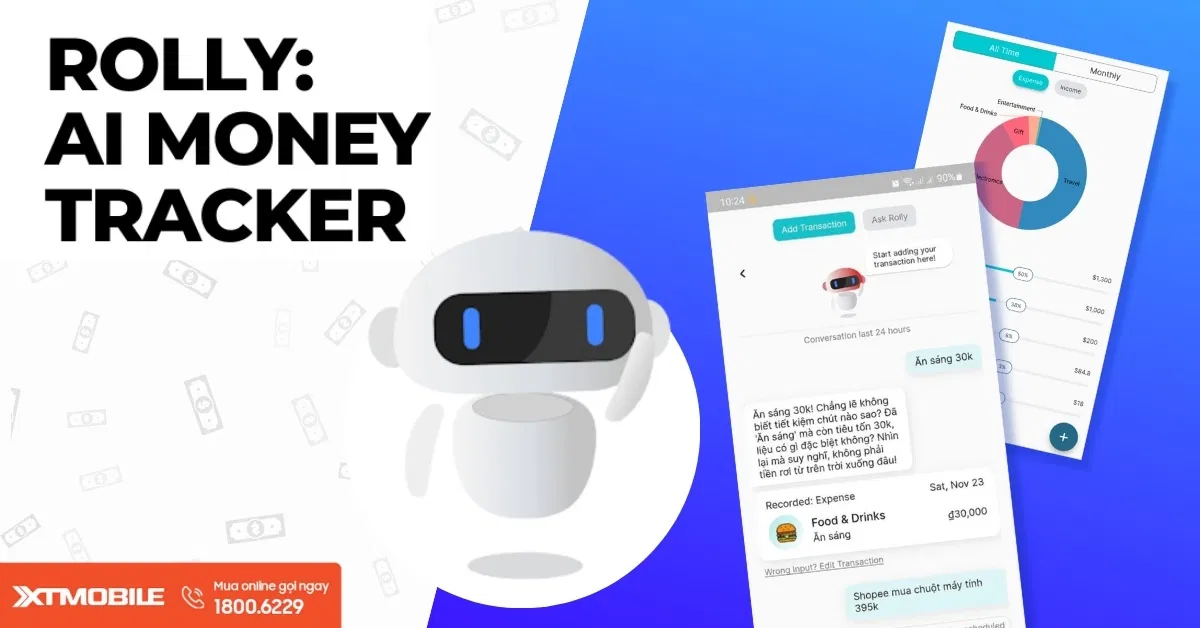 ROLLY:
AI MONEY
TRACKER
XTMOBILE
Mua online gọi ngay
1800.6229
10:24
90%
Add Transaction
Ask Rolly
Start adding your
transaction here!
Conversation last 24 hours
Ăn sáng 30k
Ăn sáng 30k! Chẳng lẽ không
biết tiết kiệm chút nào sao? Đã
'Ăn sáng' mà còn tiêu tốn 30k,
liệu có gì đặc biệt không? Nhìn
lại mà suy nghĩ, không phải
tiền rơi từ trên trời xuống đâu!
Recorded: Expense
Sat, Nov 23
Food & Drinks
₫30,000
Ăn sáng
Wrong Input? Edit Transaction
Shopee mua chuột máy tính
395k
All Time
Monthly
Expense
Income
Entertainment
Food & Drinks
Gift
Travel
50%
$1,300
$1,000
$200
$84.8
$18
+